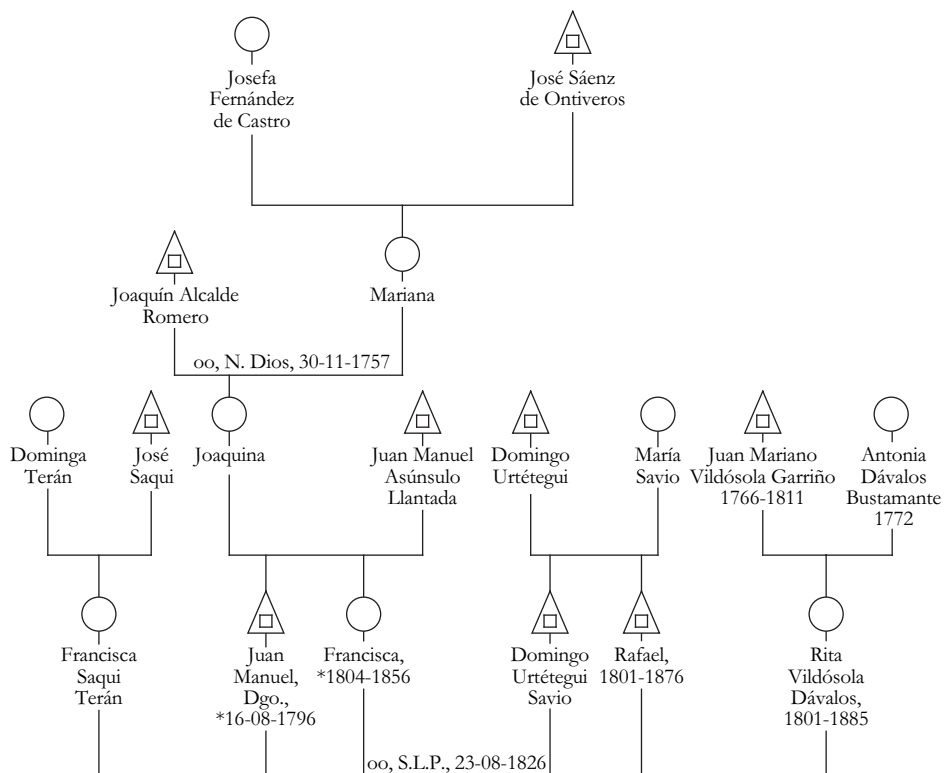 Josefa
Fernández
de Castro
José Sáenz
de Ontiveros
Joaquín Alcalde
Romero
Mariana
oo, N. Dios, 30-11-1757
Dominga
Terán
José
Saqui
Joaquina
Juan Manuel
Asúnsulo
Llantada
Domingo
Urtétegui
María
Savio
Juan Mariano
Vildósola Garriño
1766-1811
Antonia
Dávalos
Bustamante
1772
Francisca
Saqui
Terán
Juan
Manuel,
Dgo.,
*16-08-1796
Francisca,
*1804-1856
Domingo
Urtétegui
Savio
Rafael,
1801-1876
Rita
Vildósola
Dávalos,
1801-1885
oo, S.L.P., 23-08-1826